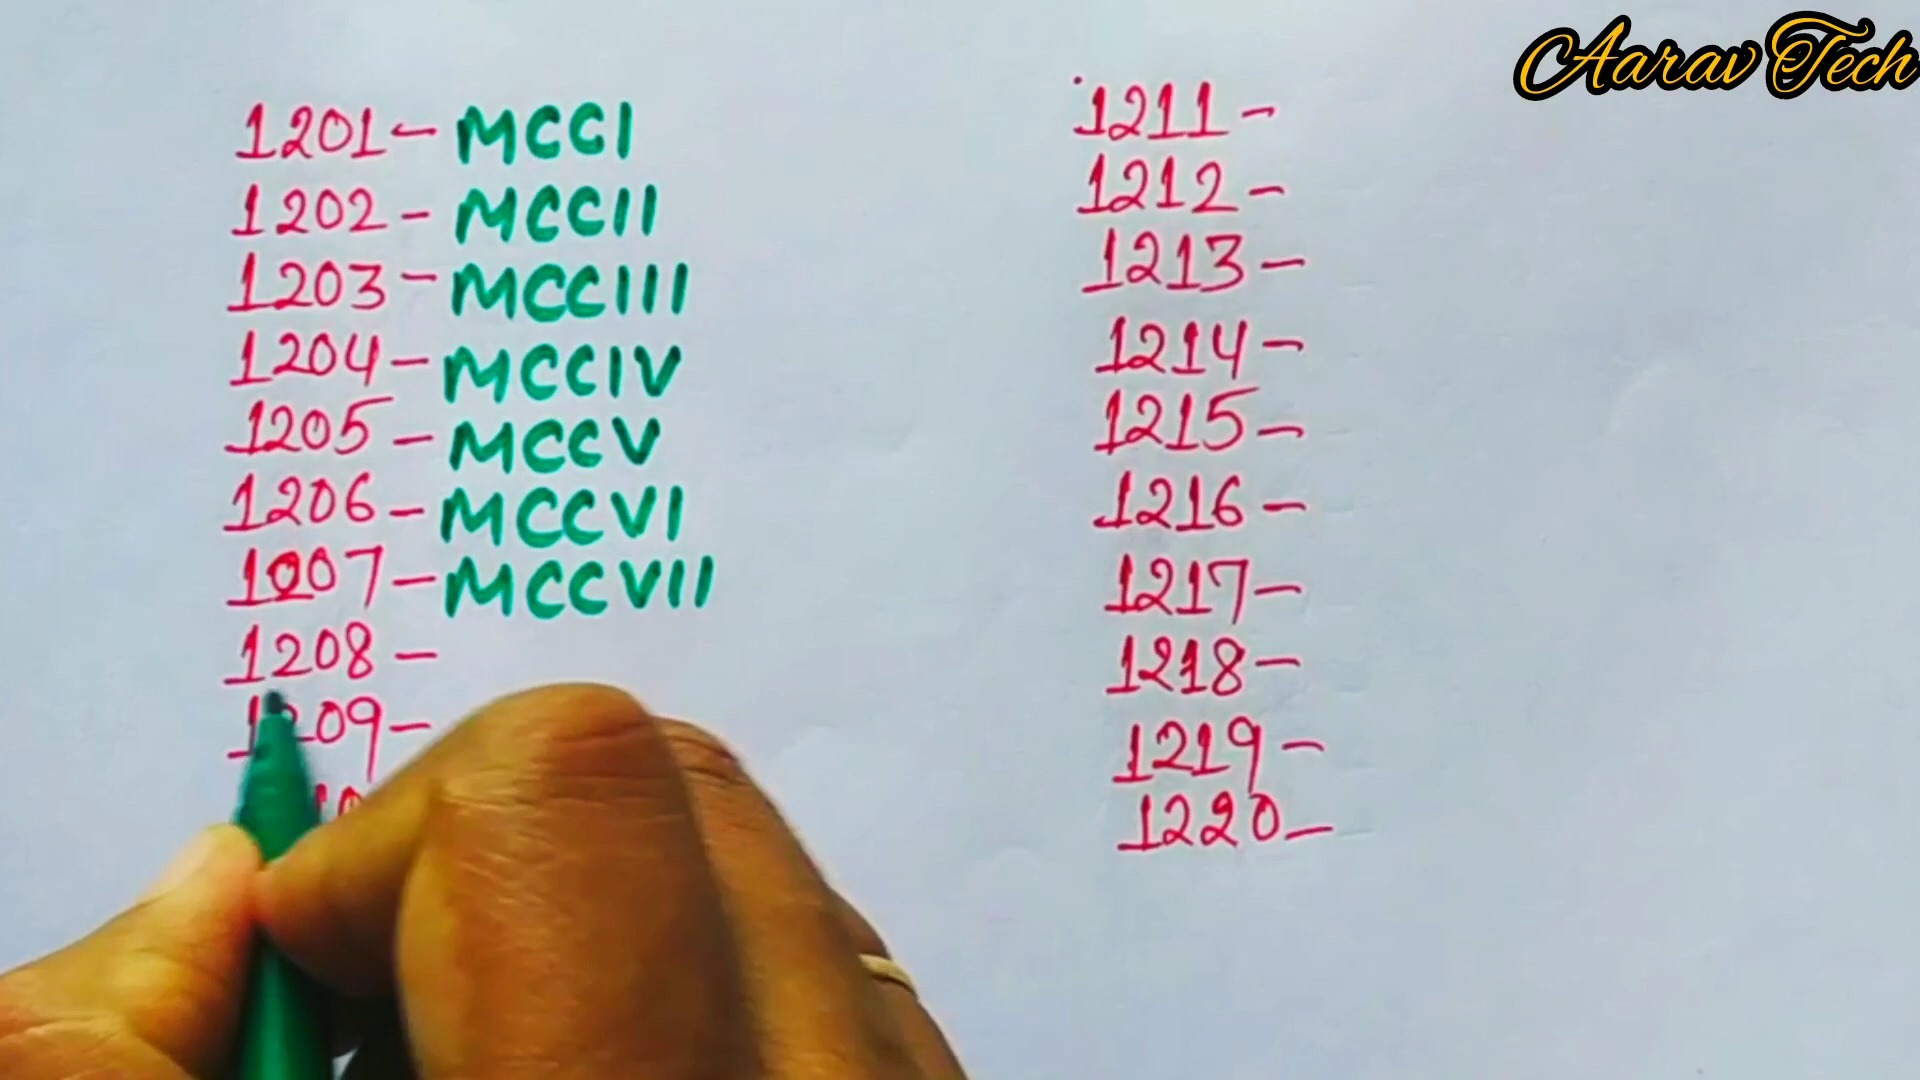 Aarav Tech
1201 - MCCI
1202 - MCCII
1203 - MCCIII
1204 - MCCIV
1205 - MCCV
1206 - MCCVI
1007 - MCCVII
1208 -
1209 -
1211 -
1212 -
1213 -
1214 -
1215 -
1216 -
1217 -
1218 -
1219 -
1220 -